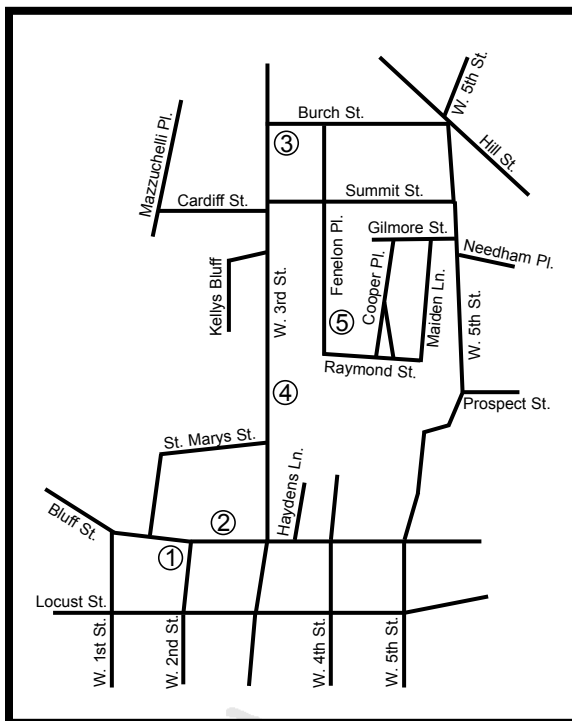 W. 5th St.
Burch St.
Hill St.
Mazzuchelli Pl.
③
Cardiff St.
Summit St.
Gilmore St.
Needham Pl.
Kellys Bluff
W. 3rd St.
Fenelon Pl.
Cooper Pl.
Maiden Ln.
W. 5th St.
⑤
Raymond St.
④
Prospect St.
St. Marys St.
Haydens Ln.
Bluff St.
②
①
Locust St.
W. 1st St.
W. 2nd St.
W. 4th St.
W. 5th St.